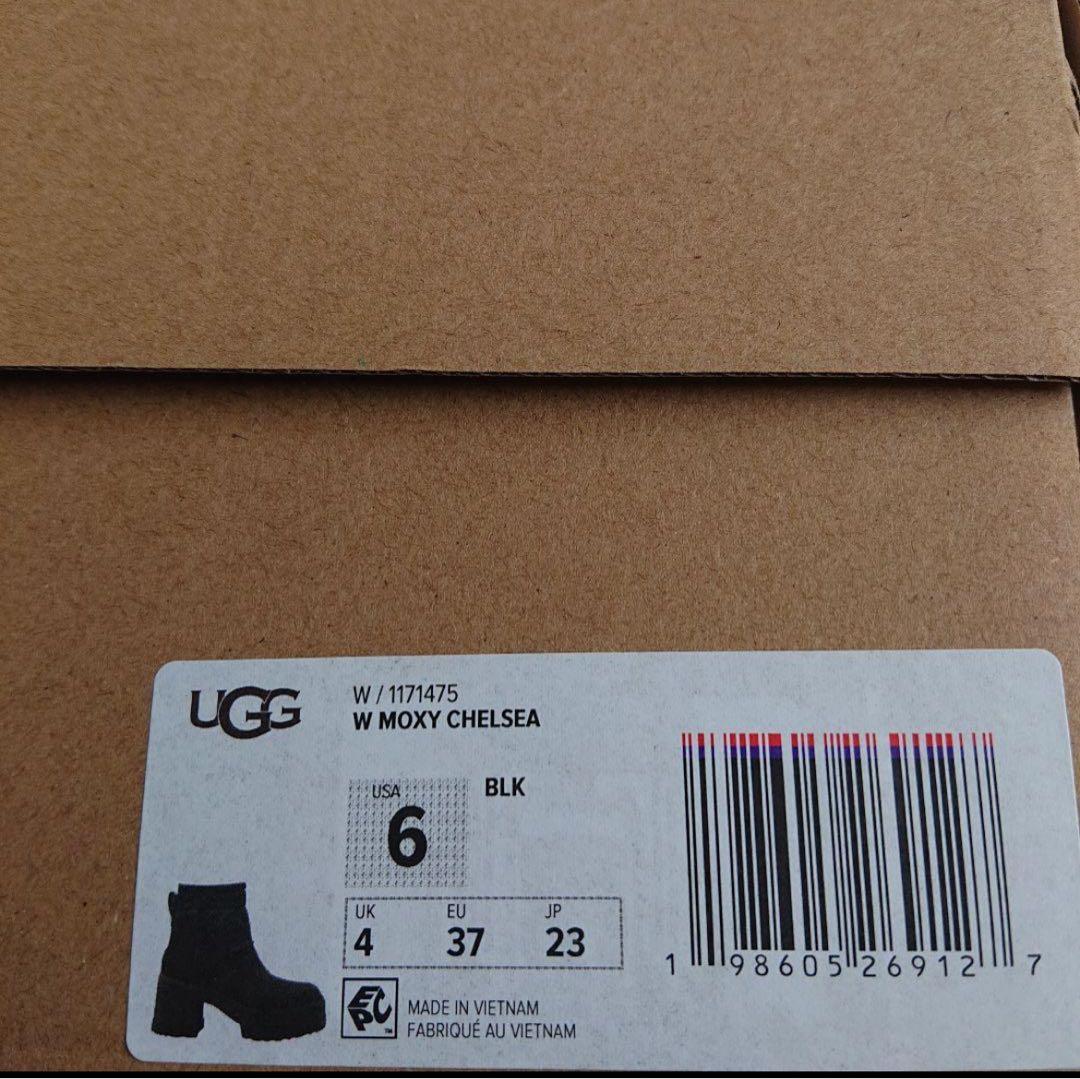 UGG
W / 1171475
W MOXY CHELSEA
USA
6
BLK
UK EU JP
4 37 23
EPC™
MADE IN VIETNAM
FABRIQUÉ AU VIETNAM
1 98605 26912 7